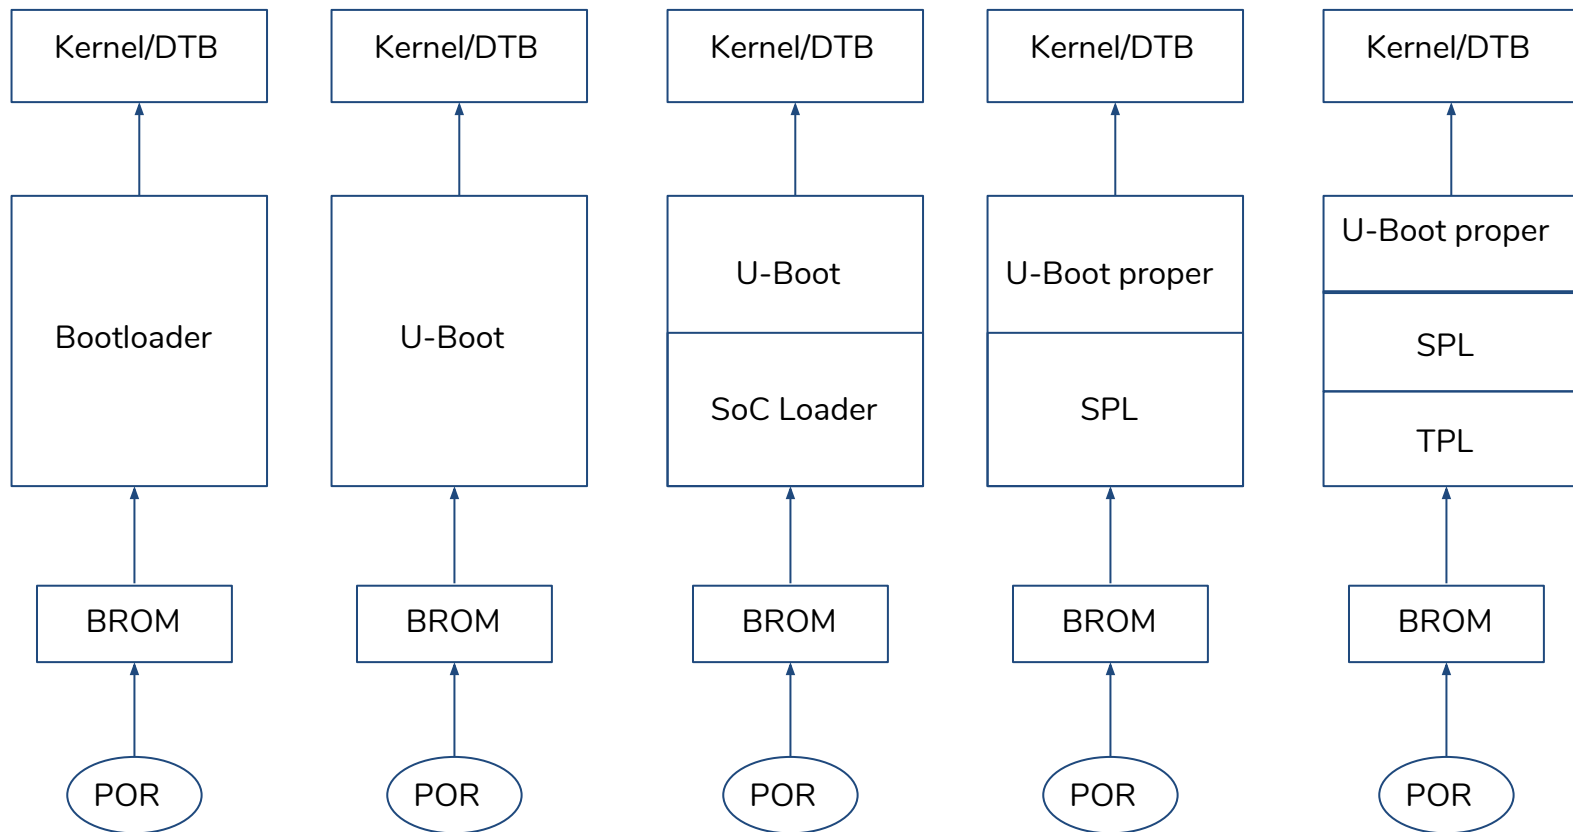 Kernel/DTB
Kernel/DTB
Kernel/DTB
Kernel/DTB
Kernel/DTB
Bootloader
U-Boot
U-Boot
SoC Loader
U-Boot proper
SPL
U-Boot proper
SPL
TPL
BROM
BROM
BROM
BROM
BROM
POR
POR
POR
POR
POR